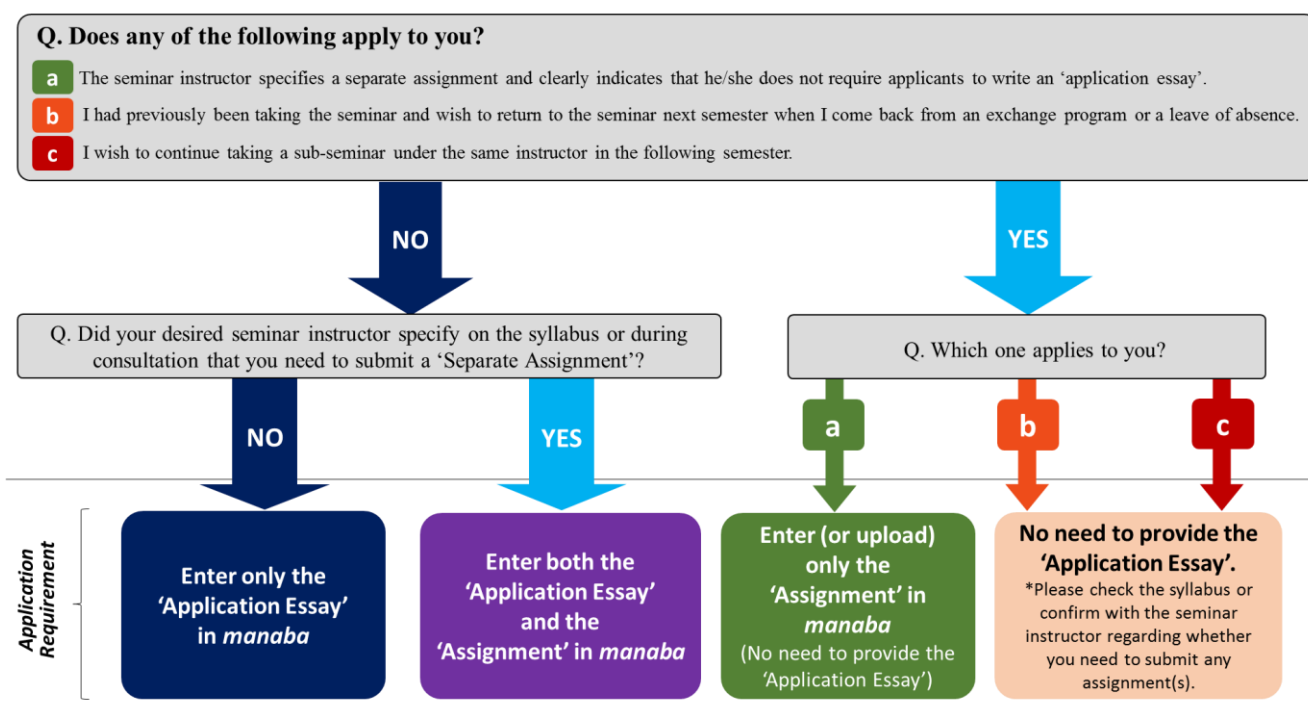 Q. Does any of the following apply to you?
a The seminar instructor specifies a separate assignment and clearly indicates that he/she does not require applicants to write an ‘application essay’.
b I had previously been taking the seminar and wish to return to the seminar next semester when I come back from an exchange program or a leave of absence.
c I wish to continue taking a sub-seminar under the same instructor in the following semester.
NO
YES
Q. Did your desired seminar instructor specify on the syllabus or during
consultation that you need to submit a ‘Separate Assignment’?
Q. Which one applies to you?
NO
YES
a
b
c
Application
Requirement
Enter only the
‘Application Essay’
in manaba
Enter both the
‘Application Essay’
and the
‘Assignment’ in manaba
Enter (or upload)
only the
‘Assignment’ in
manaba
(No need to provide the
‘Application Essay’)
No need to provide the
‘Application Essay’.
*Please check the syllabus or
confirm with the seminar
instructor regarding whether
you need to submit any
assignment(s).